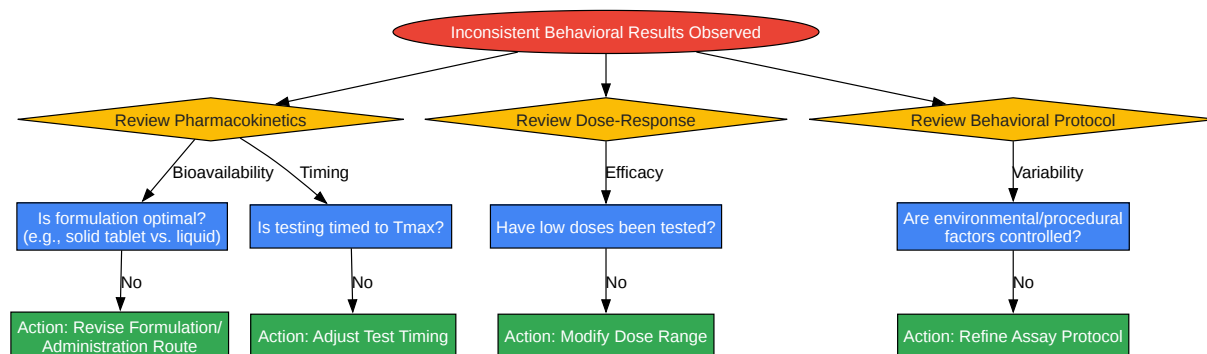 Inconsistent Behavioral Results Observed
Review Pharmacokinetics
Review Dose-Response
Review Behavioral Protocol
Bioavailability
Timing
Efficacy
Variability
Is formulation optimal?
(e.g., solid tablet vs. liquid)
Is testing timed to Tmax?
Have low doses been tested?
Are environmental/procedural
factors controlled?
No
No
No
No
Action: Revise Formulation/
Administration Route
Action: Adjust Test Timing
Action: Modify Dose Range
Action: Refine Assay Protocol